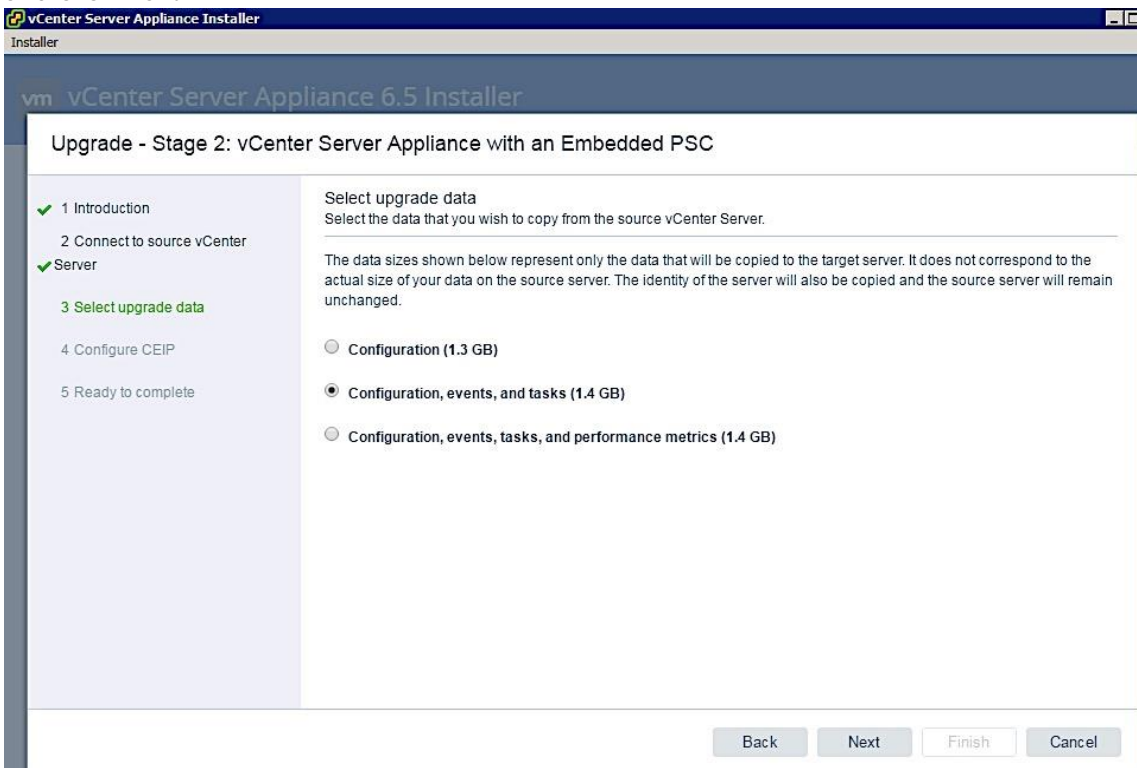 vCenter Server Appliance Installer
Installer
vm vCenter Server Appliance 6.5 Installer
Upgrade - Stage 2: vCenter Server Appliance with an Embedded PSC
1 Introduction
2 Connect to source vCenter
Server
3 Select upgrade data
4 Configure CEIP
5 Ready to complete
Select upgrade data
Select the data that you wish to copy from the source vCenter Server.
The data sizes shown below represent only the data that will be copied to the target server. It does not correspond to the
actual size of your data on the source server. The identity of the server will also be copied and the source server will remain
unchanged.
Configuration (1.3 GB)
Configuration, events, and tasks (1.4 GB)
Configuration, events, tasks, and performance metrics (1.4 GB)
Back Next Finish Cancel